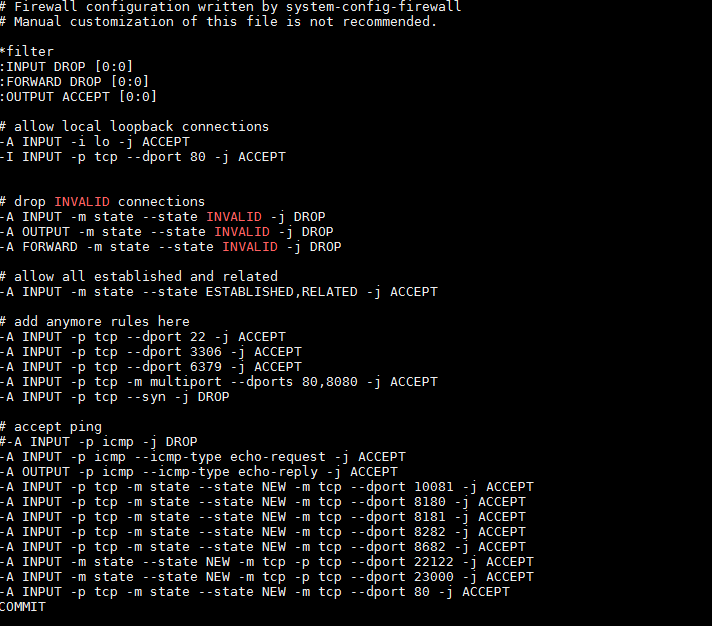 # Firewall configuration written by system-config-firewall
# Manual customization of this file is not recommended.
*filter
:INPUT DROP [0:0]
:FORWARD DROP [0:0]
:OUTPUT ACCEPT [0:0]
# allow local loopback connections
-A INPUT -i lo -j ACCEPT
-I INPUT -p tcp --dport 80 -j ACCEPT
# drop INVALID connections
-A INPUT -m state --state INVALID -j DROP
-A OUTPUT -m state --state INVALID -j DROP
-A FORWARD -m state --state INVALID -j DROP
# allow all established and related
-A INPUT -m state --state ESTABLISHED,RELATED -j ACCEPT
# add anymore rules here
-A INPUT -p tcp --dport 22 -j ACCEPT
-A INPUT -p tcp --dport 3306 -j ACCEPT
-A INPUT -p tcp --dport 6379 -j ACCEPT
-A INPUT -p tcp -m multiport --dports 80,8080 -j ACCEPT
-A INPUT -p tcp --syn -j DROP
# accept ping
#-A INPUT -p icmp -j DROP
-A INPUT -p icmp --icmp-type echo-request -j ACCEPT
-A OUTPUT -p icmp --icmp-type echo-reply -j ACCEPT
-A INPUT -p tcp -m state --state NEW -m tcp --dport 10081 -j ACCEPT
-A INPUT -p tcp -m state --state NEW -m tcp --dport 8180 -j ACCEPT
-A INPUT -p tcp -m state --state NEW -m tcp --dport 8181 -j ACCEPT
-A INPUT -p tcp -m state --state NEW -m tcp --dport 8282 -j ACCEPT
-A INPUT -p tcp -m state --state NEW -m tcp --dport 8682 -j ACCEPT
-A INPUT -m state --state NEW -m tcp -p tcp --dport 22122 -j ACCEPT
-A INPUT -m state --state NEW -m tcp -p tcp --dport 23000 -j ACCEPT
-A INPUT -p tcp -m state --state NEW -m tcp --dport 80 -j ACCEPT
COMMIT